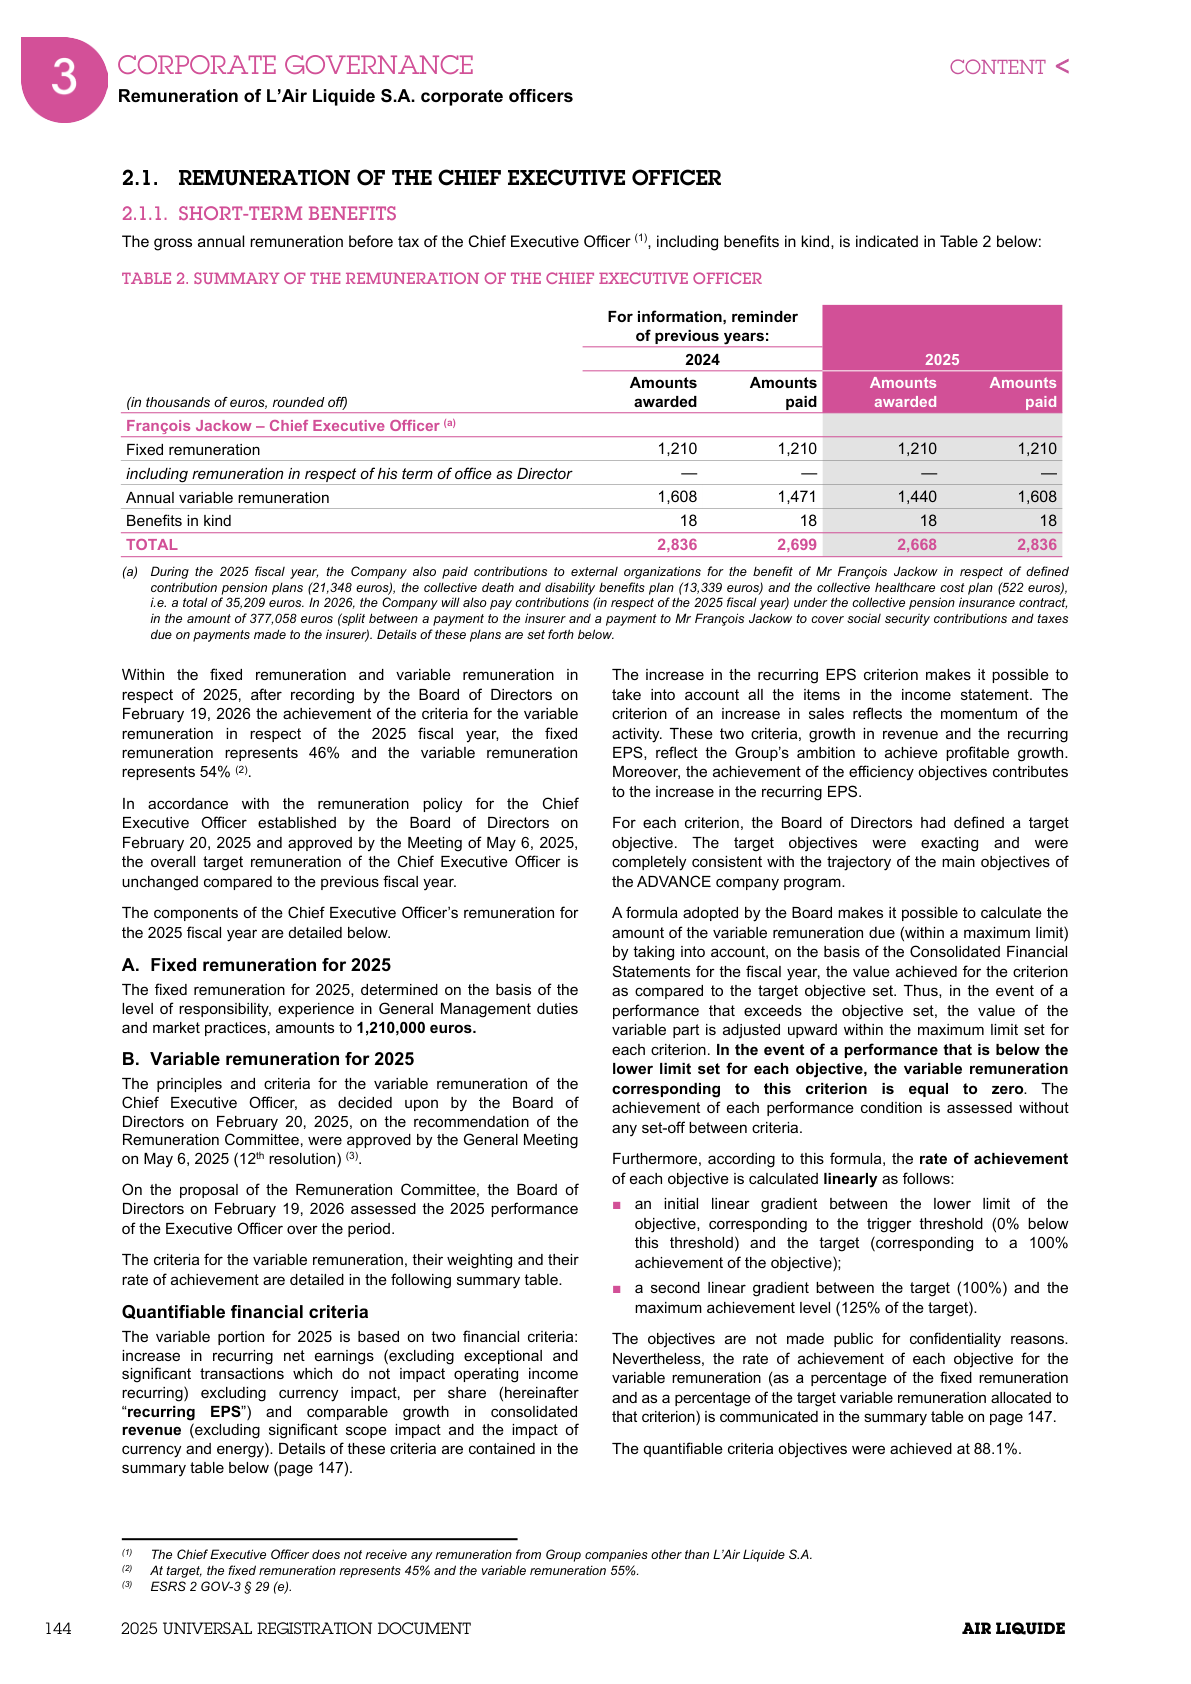 3
CORPORATE GOVERNANCE
CONTENT <
Remuneration of L’Air Liquide S.A. corporate officers
2.1. REMUNERATION OF THE CHIEF EXECUTIVE OFFICER
2.1.1. SHORT-TERM BENEFITS
The gross annual remuneration before tax of the Chief Executive Officer (1), including benefits in kind, is indicated in Table 2 below:
TABLE 2. SUMMARY OF THE REMUNERATION OF THE CHIEF EXECUTIVE OFFICER
For information, reminder
of previous years:
2024 2025
Amounts Amounts Amounts Amounts
(in thousands of euros, rounded off) awarded paid awarded paid
François Jackow – Chief Executive Officer (a)
Fixed remuneration 1,210 1,210 1,210 1,210
including remuneration in respect of his term of office as Director — — — —
Annual variable remuneration 1,608 1,471 1,440 1,608
Benefits in kind 18 18 18 18
TOTAL 2,836 2,699 2,668 2,836
(a) During the 2025 fiscal year, the Company also paid contributions to external organizations for the benefit of Mr François Jackow in respect of defined
contribution pension plans (21,348 euros), the collective death and disability benefits plan (13,339 euros) and the collective healthcare cost plan (522 euros),
i.e. a total of 35,209 euros. In 2026, the Company will also pay contributions (in respect of the 2025 fiscal year) under the collective pension insurance contract,
in the amount of 377,058 euros (split between a payment to the insurer and a payment to Mr François Jackow to cover social security contributions and taxes
due on payments made to the insurer). Details of these plans are set forth below.
Within the fixed remuneration and variable remuneration in
respect of 2025, after recording by the Board of Directors on
February 19, 2026 the achievement of the criteria for the variable
remuneration in respect of the 2025 fiscal year, the fixed
remuneration represents 46% and the variable remuneration
represents 54% (2).
In accordance with the remuneration policy for the Chief
Executive Officer established by the Board of Directors on
February 20, 2025 and approved by the Meeting of May 6, 2025,
the overall target remuneration of the Chief Executive Officer is
unchanged compared to the previous fiscal year.
The components of the Chief Executive Officer’s remuneration for
the 2025 fiscal year are detailed below.
A. Fixed remuneration for 2025
The fixed remuneration for 2025, determined on the basis of the
level of responsibility, experience in General Management duties
and market practices, amounts to 1,210,000 euros.
B. Variable remuneration for 2025
The principles and criteria for the variable remuneration of the
Chief Executive Officer, as decided upon by the Board of
Directors on February 20, 2025, on the recommendation of the
Remuneration Committee, were approved by the General Meeting
on May 6, 2025 (12th resolution) (3).
On the proposal of the Remuneration Committee, the Board of
Directors on February 19, 2026 assessed the 2025 performance
of the Executive Officer over the period.
The criteria for the variable remuneration, their weighting and their
rate of achievement are detailed in the following summary table.
Quantifiable financial criteria
The variable portion for 2025 is based on two financial criteria:
increase in recurring net earnings (excluding exceptional and
significant transactions which do not impact operating income
recurring) excluding currency impact, per share (hereinafter
“recurring EPS”) and comparable growth in consolidated
revenue (excluding significant scope impact and the impact of
currency and energy). Details of these criteria are contained in the
summary table below (page 147).
The increase in the recurring EPS criterion makes it possible to
take into account all the items in the income statement. The
criterion of an increase in sales reflects the momentum of the
activity. These two criteria, growth in revenue and the recurring
EPS, reflect the Group’s ambition to achieve profitable growth.
Moreover, the achievement of the efficiency objectives contributes
to the increase in the recurring EPS.
For each criterion, the Board of Directors had defined a target
objective. The target objectives were exacting and were
completely consistent with the trajectory of the main objectives of
the ADVANCE company program.
A formula adopted by the Board makes it possible to calculate the
amount of the variable remuneration due (within a maximum limit)
by taking into account, on the basis of the Consolidated Financial
Statements for the fiscal year, the value achieved for the criterion
as compared to the target objective set. Thus, in the event of a
performance that exceeds the objective set, the value of the
variable part is adjusted upward within the maximum limit set for
each criterion. In the event of a performance that is below the
lower limit set for each objective, the variable remuneration
corresponding to this criterion is equal to zero. The
achievement of each performance condition is assessed without
any set-off between criteria.
Furthermore, according to this formula, the rate of achievement
of each objective is calculated linearly as follows:
■ an initial linear gradient between the lower limit of the
objective, corresponding to the trigger threshold (0% below
this threshold) and the target (corresponding to a 100%
achievement of the objective);
■ a second linear gradient between the target (100%) and the
maximum achievement level (125% of the target).
The objectives are not made public for confidentiality reasons.
Nevertheless, the rate of achievement of each objective for the
variable remuneration (as a percentage of the fixed remuneration
and as a percentage of the target variable remuneration allocated to
that criterion) is communicated in the summary table on page 147.
The quantifiable criteria objectives were achieved at 88.1%.
(1) The Chief Executive Officer does not receive any remuneration from Group companies other than L’Air Liquide S.A.
(2) At target, the fixed remuneration represents 45% and the variable remuneration 55%.
(3) ESRS 2 GOV-3 § 29 (e).
144 2025 UNIVERSAL REGISTRATION DOCUMENT AIR LIQUIDE